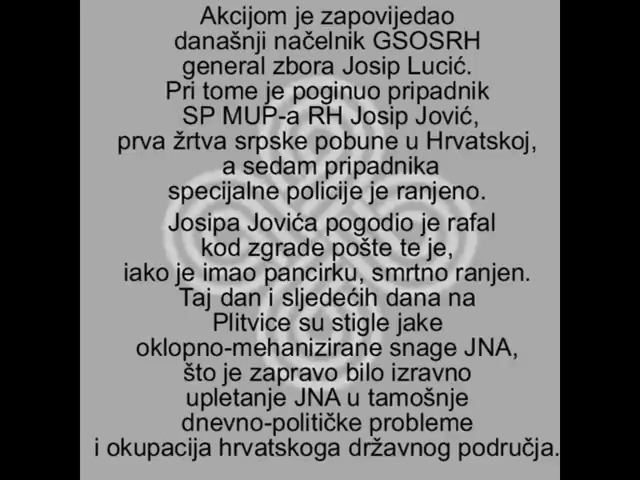 Akcijom je zapovijedao
današnji načelnik GSOSRH
general zbora Josip Lucić.
Pri tome je poginuo pripadnik
SP MUP-a RH Josip Jović,
prva žrtva srpske pobune u Hrvatskoj,
a sedam pripadnika
specijalne policije je ranjeno.
Josipa Jovića pogodio je rafal
kod zgrade pošte te je,
iako je imao pancirku, smrtno ranjen.
Taj dan i sljedećih dana na
Plitvice su stigle jake
oklopno-mehanizirane snage JNA,
što je zapravo bilo izravno
upletanje JNA u tamošnje
dnevno-političke probleme
i okupacija hrvatskoga državnog područja.